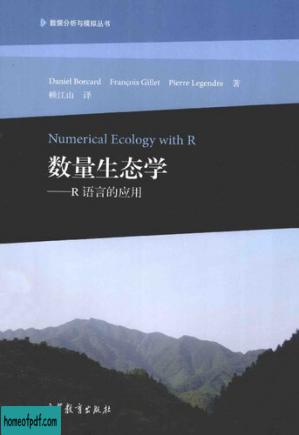 数据分析与模拟丛书
Daniel Borcard François Gillet Pierre Legendre 著
赖江山 译
Numerical Ecology with R
数量生态学
——R 语言的应用
高等教育出版社
homeofpdf.com